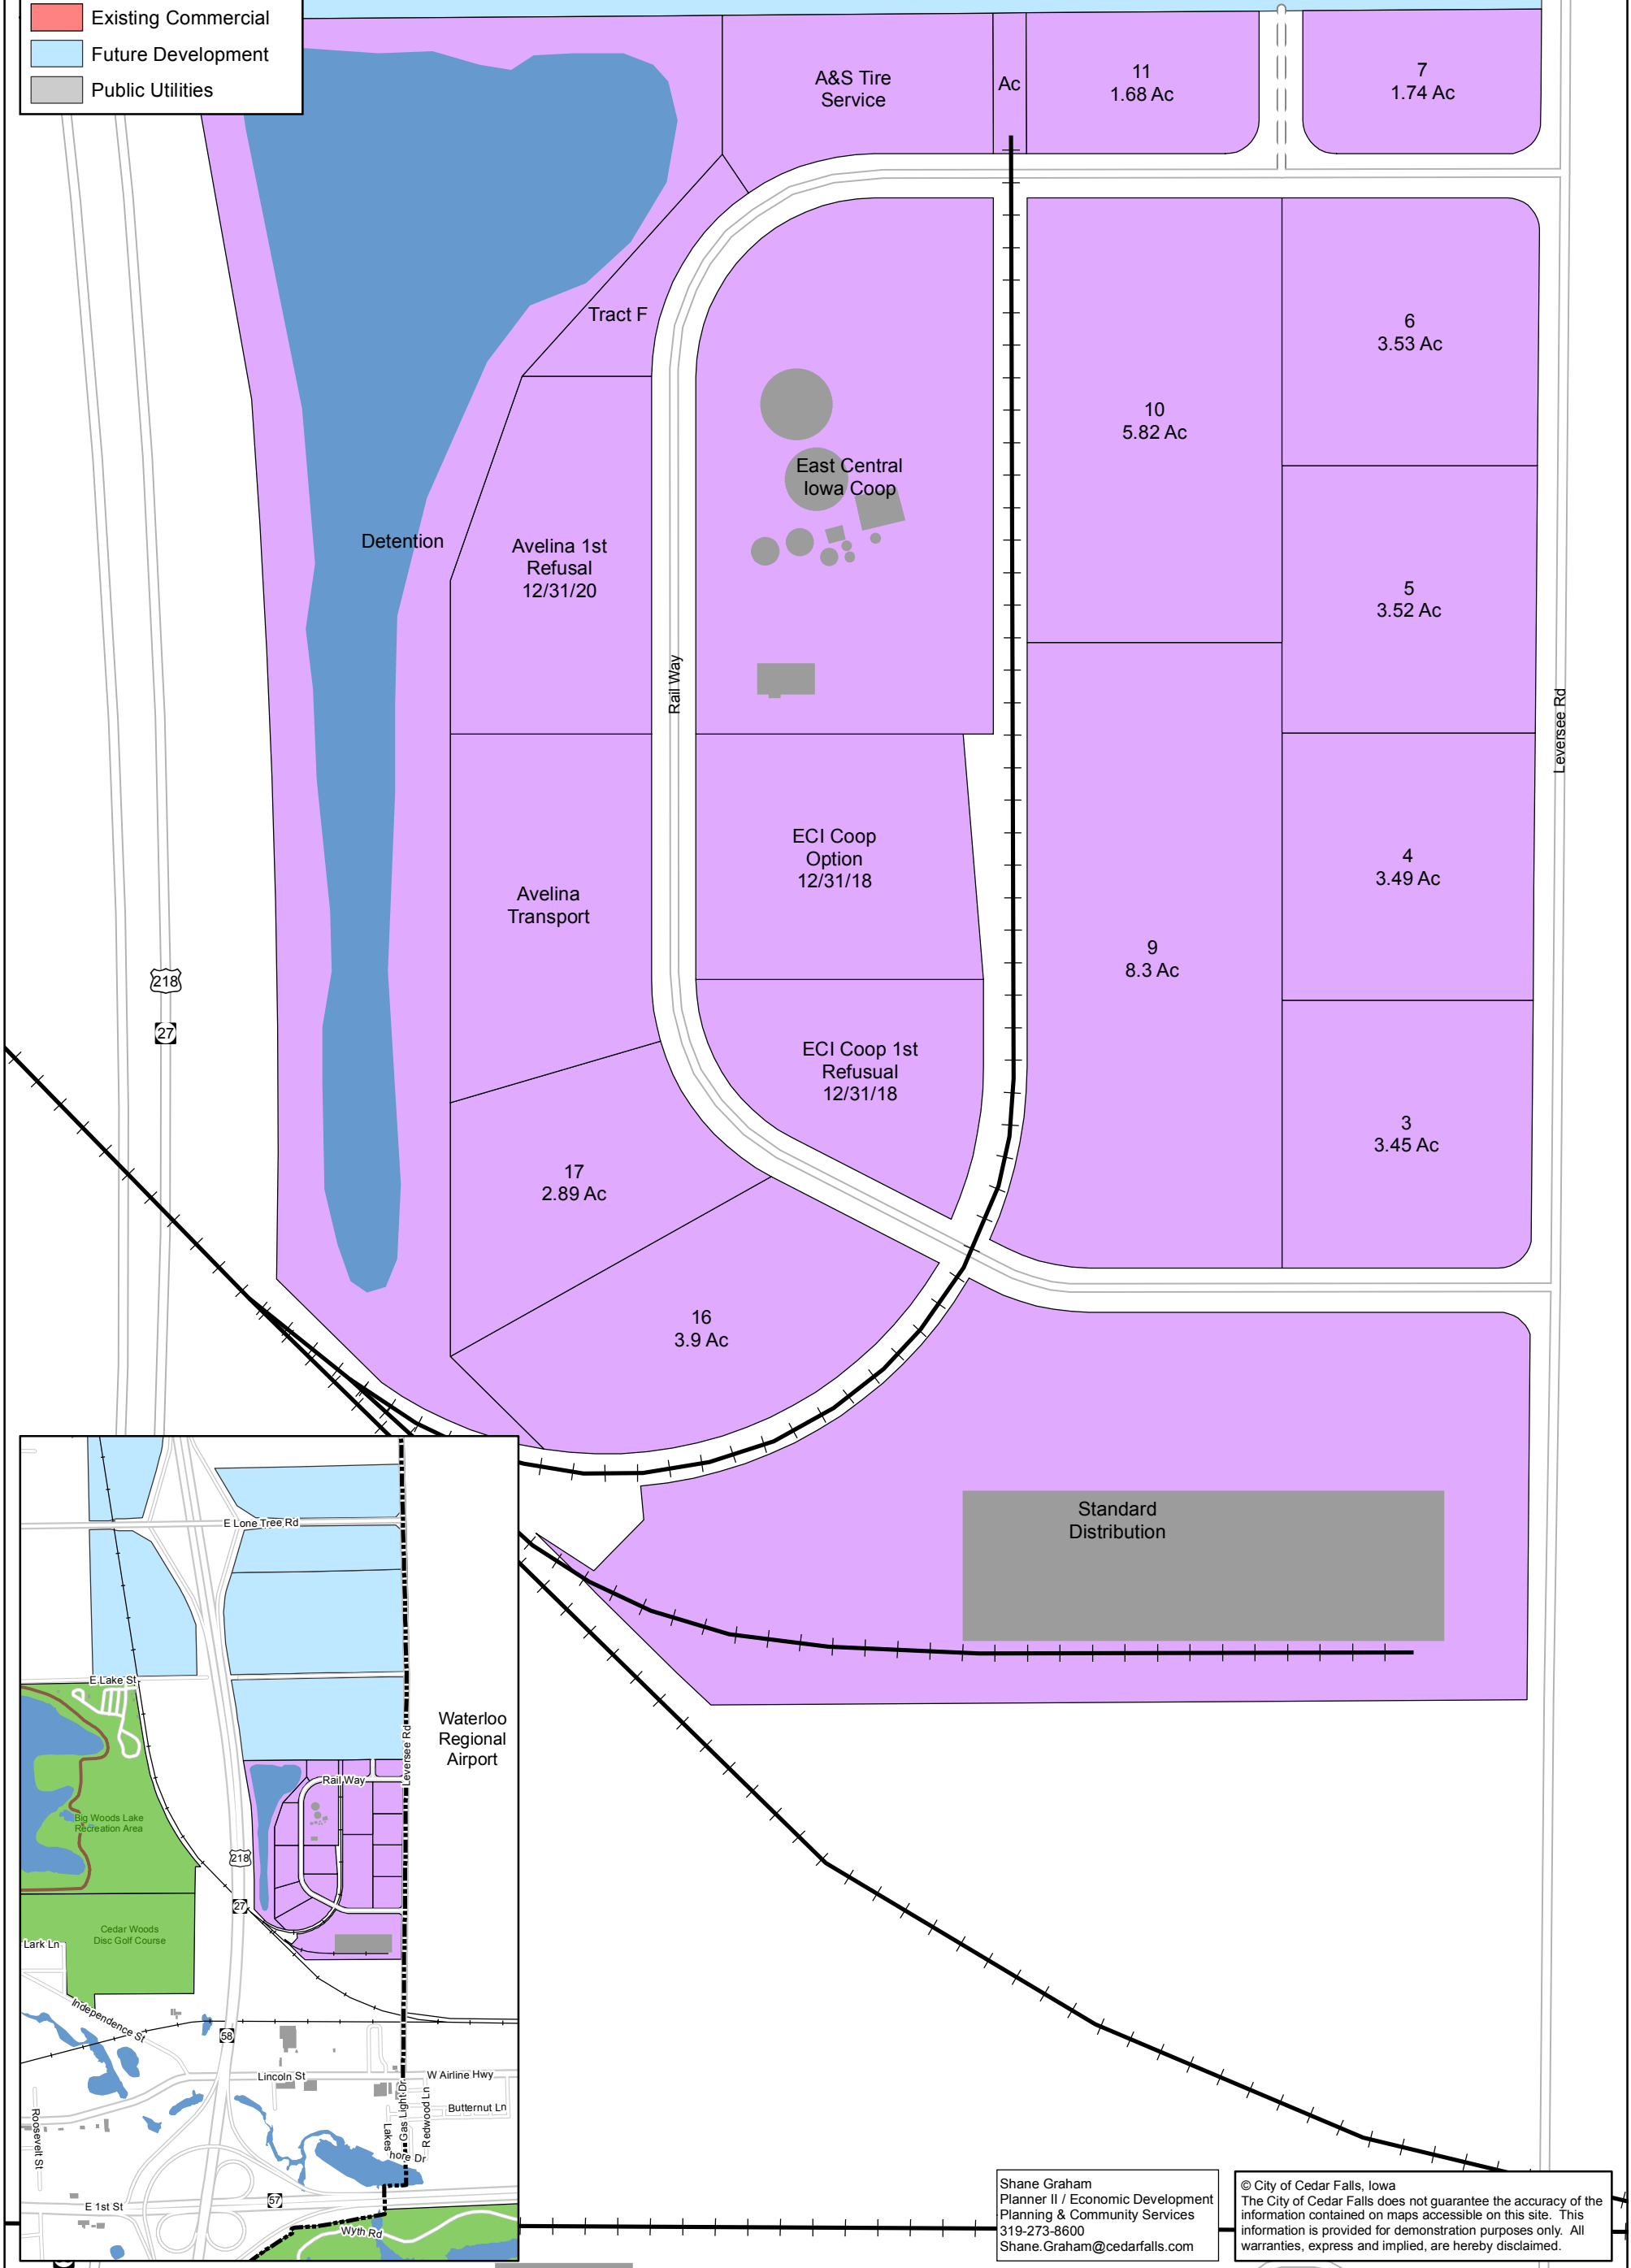 Existing Commercial
Future Development
Public Utilities
A&S Tire
Service
Ac
11
1.68 Ac
7
1.74 Ac
Tract F
6
3.53 Ac
10
5.82 Ac
East Central
Iowa Coop
Detention
Avelina 1st
Refusal
12/31/20
5
3.52 Ac
Rail Way
Leversee Rd
ECI Coop
Option
12/31/18
4
3.49 Ac
Avelina
Transport
9
8.3 Ac
218
27
ECI Coop 1st
Refusual
12/31/18
3
3.45 Ac
17
2.89 Ac
16
3.9 Ac
Standard
Distribution
E Lone Tree Rd
E Lake St
Waterloo
Regional
Airport
Leversee Rd
Rail Way
Big Woods Lake
Recreation Area
218
27
Cedar Woods
Disc Golf Course
Lark Ln
Independence St
58
Lincoln St
W Airline Hwy
Gas Light Dr
Redwood Ln
Butternut Ln
Roosevelt St
Lakes
hore Dr
57
E 1st St
Wyth Rd
Shane Graham
Planner II / Economic Development
Planning & Community Services
319-273-8600
Shane.Graham@cedarfalls.com
© City of Cedar Falls, Iowa
The City of Cedar Falls does not guarantee the accuracy of the
information contained on maps accessible on this site. This
information is provided for demonstration purposes only. All
warranties, express and implied, are hereby disclaimed.